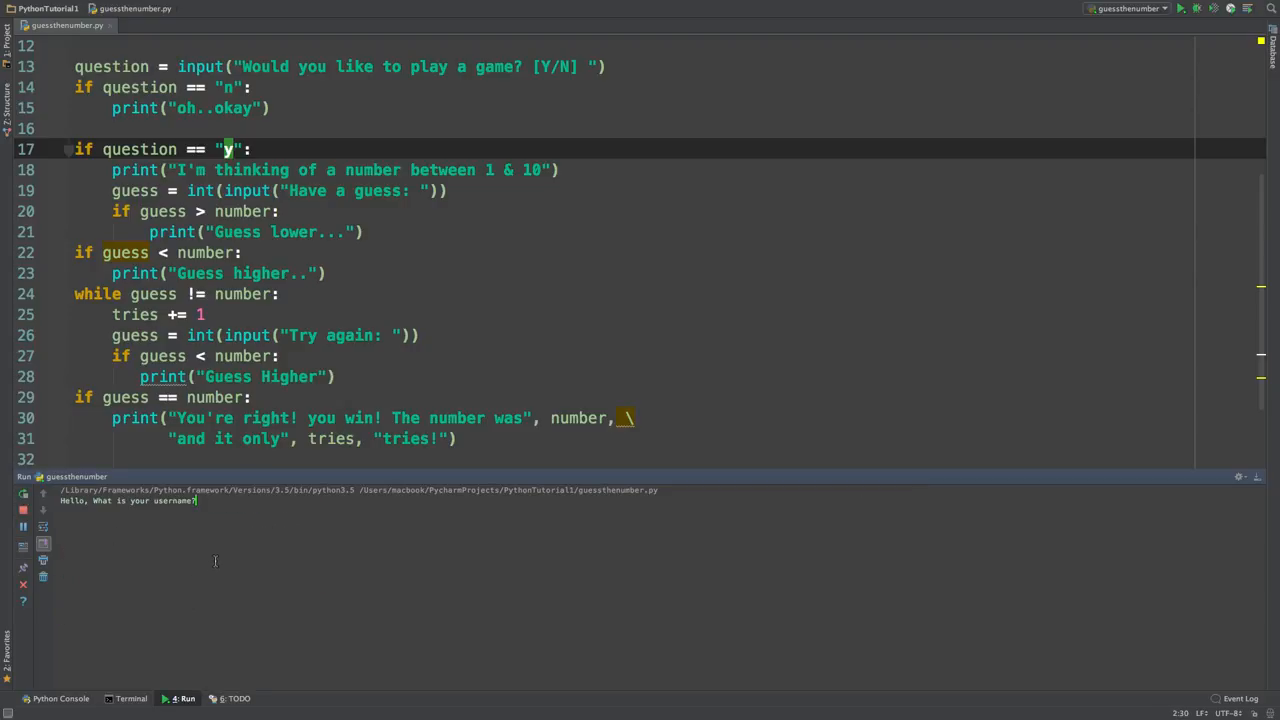 PythonTutorial1 guessthenumber.py guessthenumber
guessthenumber.py
1: Project
Database
Z: Structure
12
13 question = input("Would you like to play a game? [Y/N] ")
14 if question == "n":
15 print("oh..okay")
16
17 if question == "y":
18 print("I'm thinking of a number between 1 & 10")
19 guess = int(input("Have a guess: "))
20 if guess > number:
21 print("Guess lower...")
22 if guess < number:
23 print("Guess higher..")
24 while guess != number:
25 tries += 1
26 guess = int(input("Try again: "))
27 if guess < number:
28 print("Guess Higher")
29 if guess == number:
30 print("You're right! you win! The number was", number, \
31 "and it only", tries, "tries!")
32
Run guessthenumber
/Library/Frameworks/Python.framework/Versions/3.5/bin/python3.5 /Users/macbook/PycharmProjects/PythonTutorial1/guessthenumber.py
Hello, What is your username?
2: Favorites
Python Console Terminal 4: Run 6: TODO Event Log
2:30 LF÷ UTF-8÷